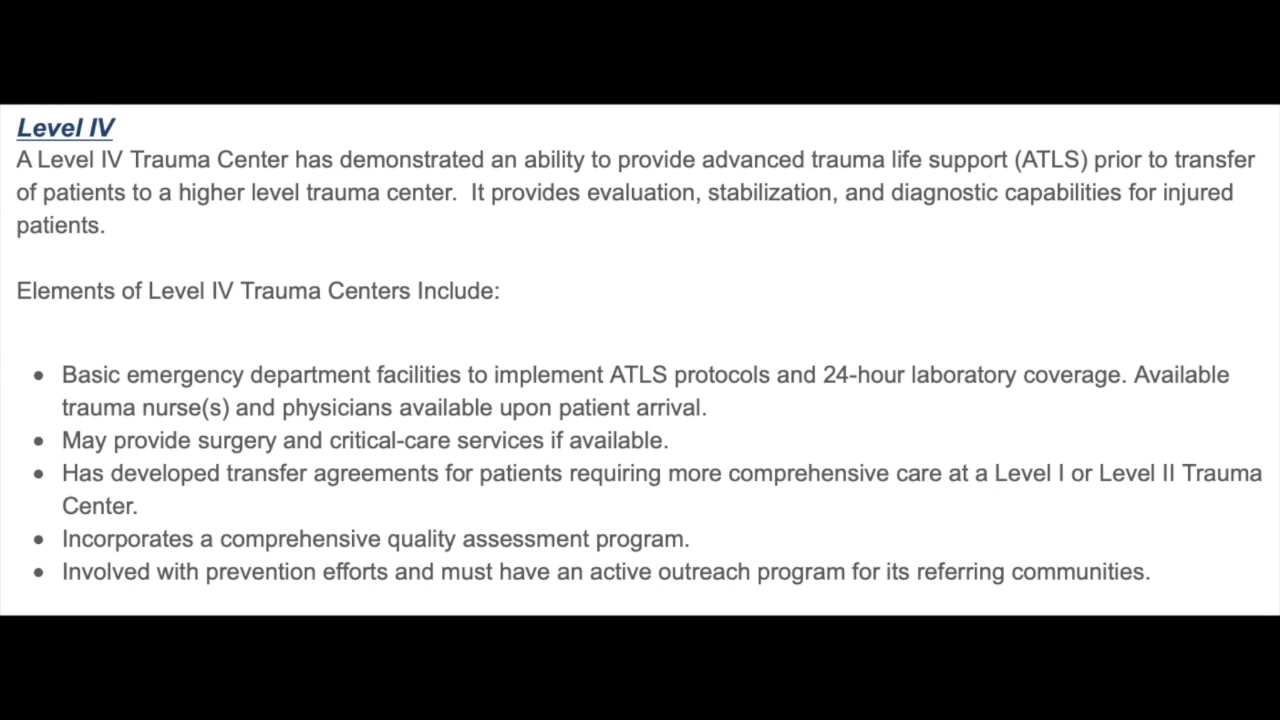 Level IV
A Level IV Trauma Center has demonstrated an ability to provide advanced trauma life support (ATLS) prior to transfer
of patients to a higher level trauma center.  It provides evaluation, stabilization, and diagnostic capabilities for injured
patients.
Elements of Level IV Trauma Centers Include:
• Basic emergency department facilities to implement ATLS protocols and 24-hour laboratory coverage. Available
trauma nurse(s) and physicians available upon patient arrival.
• May provide surgery and critical-care services if available.
• Has developed transfer agreements for patients requiring more comprehensive care at a Level I or Level II Trauma
Center.
• Incorporates a comprehensive quality assessment program.
• Involved with prevention efforts and must have an active outreach program for its referring communities.